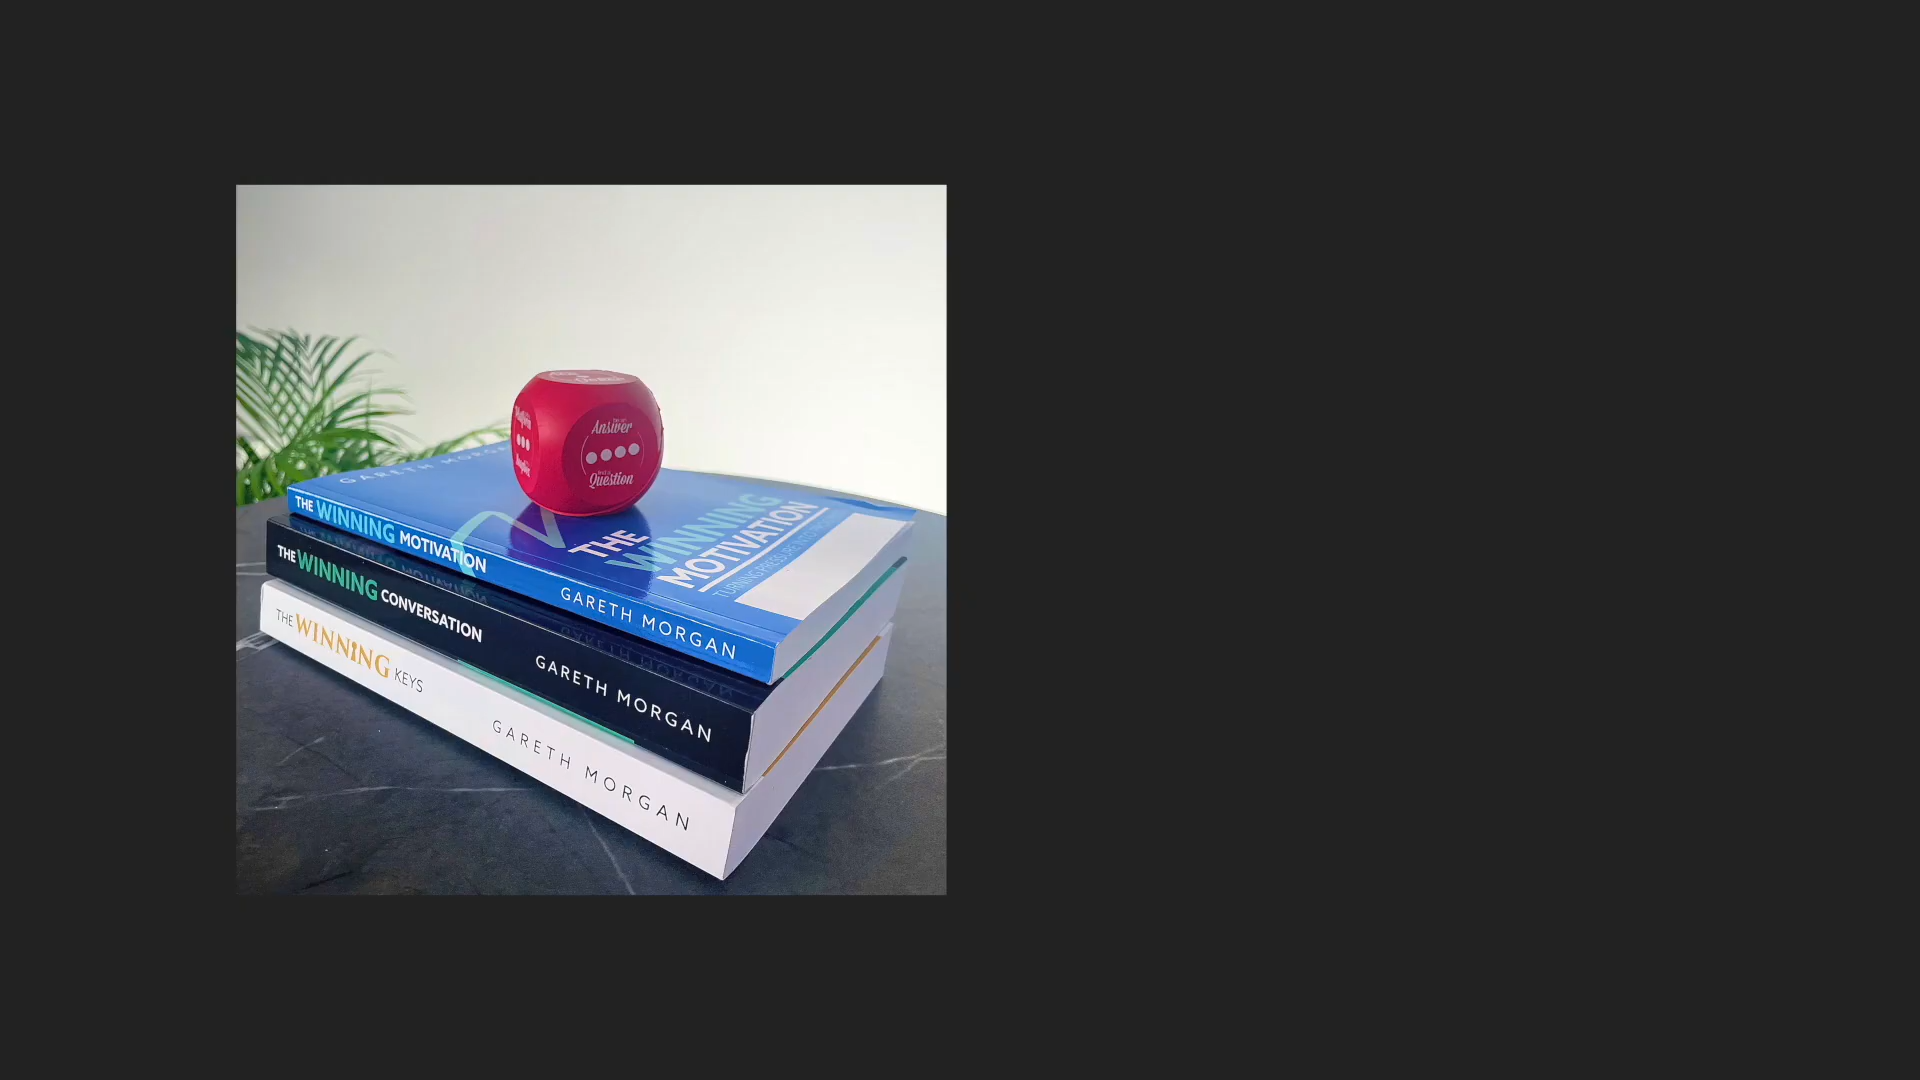 Answer
Question
GARETH MORGAN
THE
WINNING
MOTIVATION
THE WINNING MOTIVATION
GARETH MORGAN
THE WINNING CONVERSATION
GARETH MORGAN
THE WINNING KEYS
GARETH MORGAN